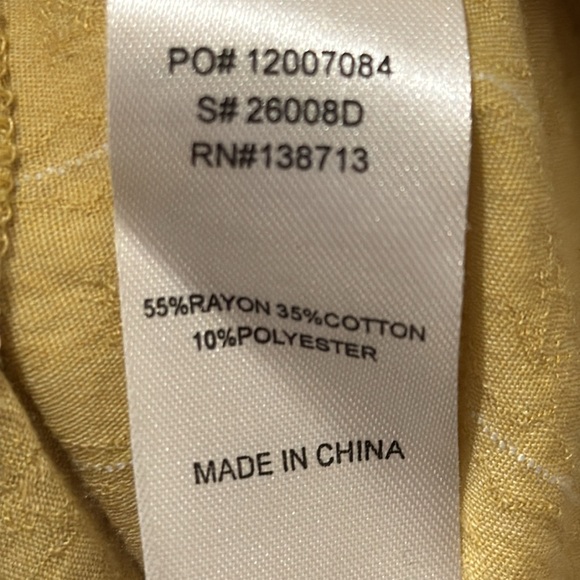 PO# 12007084
S# 26008D
RN#138713
55%RAYON 35%COTTON
10%POLYESTER
MADE IN CHINA